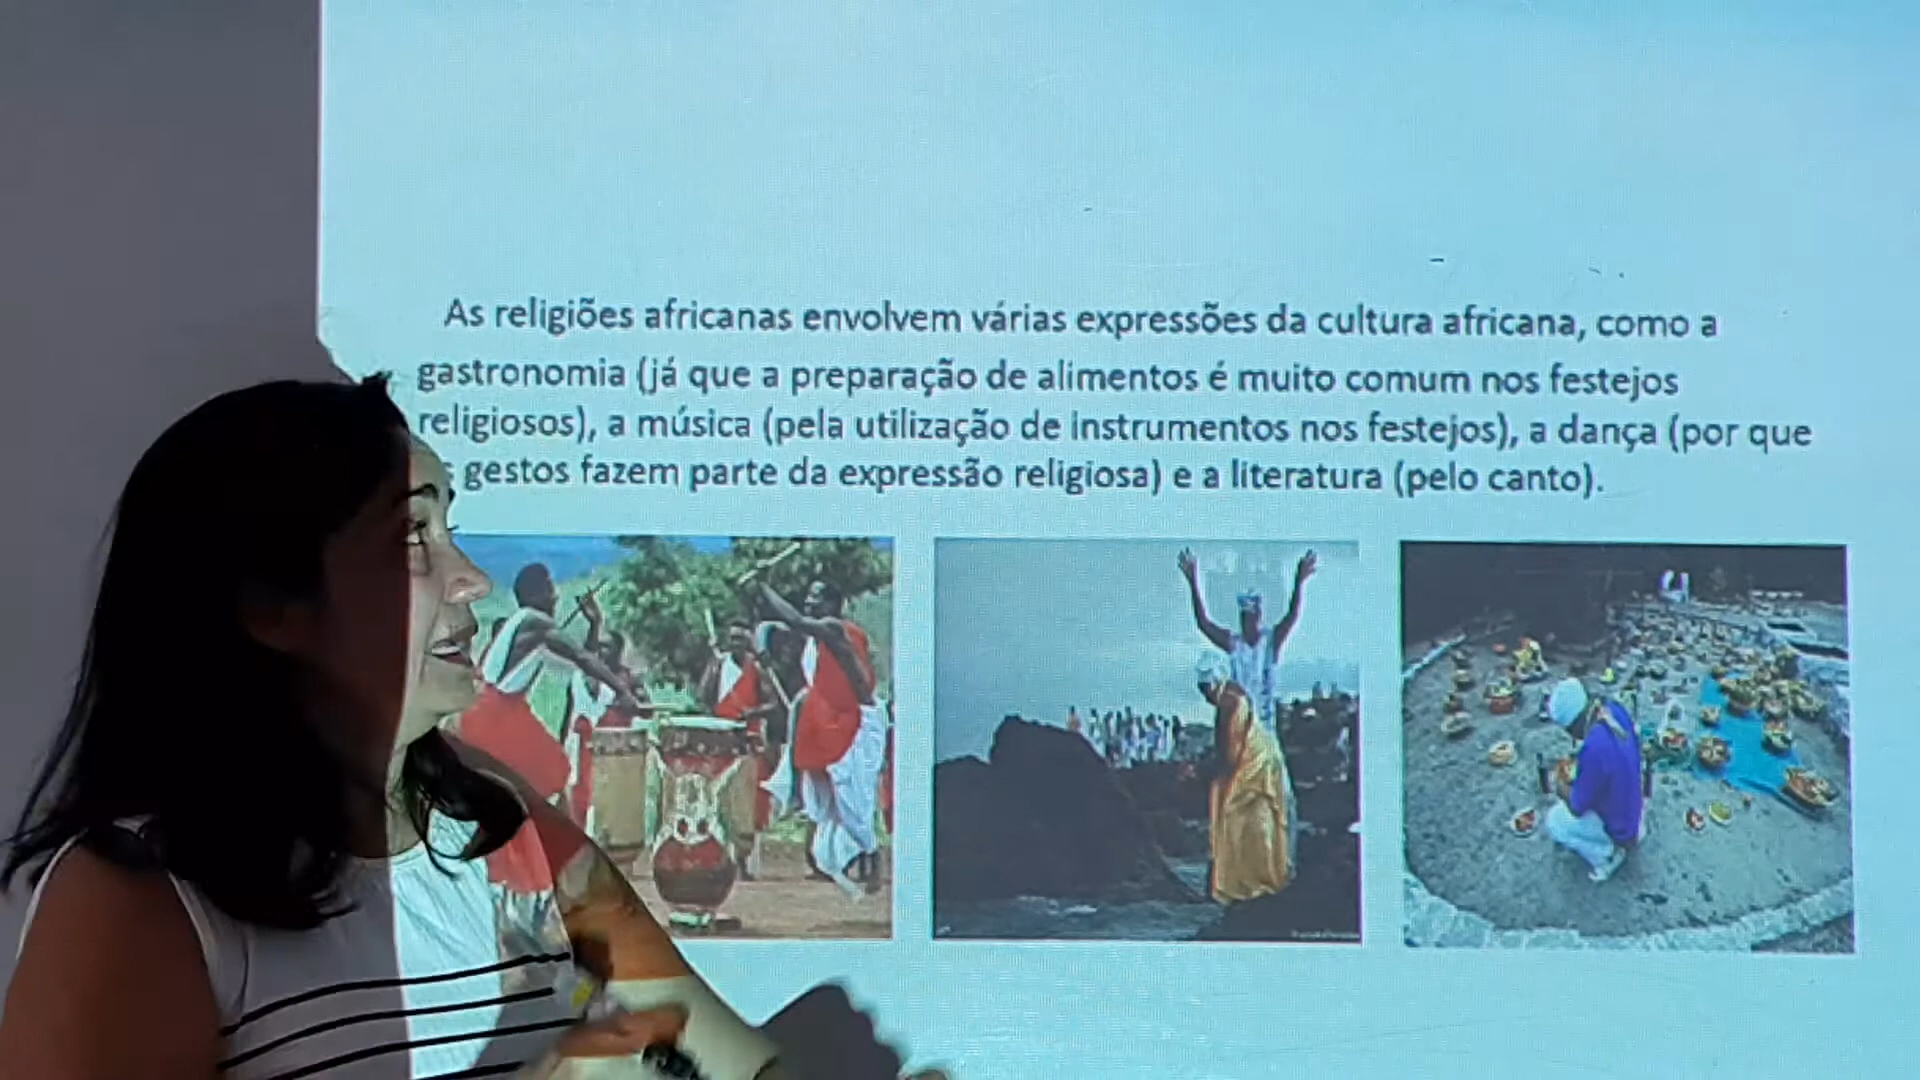 As religiões africanas envolvem várias expressões da cultura africana, como a
gastronomia (já que a preparação de alimentos é muito comum nos festejos
religiosos), a música (pela utilização de instrumentos nos festejos), a dança (por que
gestos fazem parte da expressão religiosa) e a literatura (pelo canto).